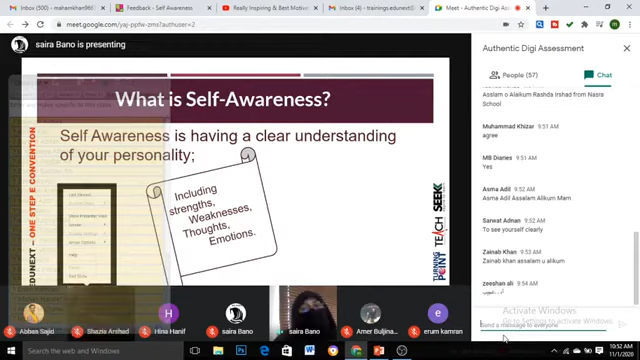 Inbox (500) - mahamkhan966
Feedback - Self Awareness
Really Inspiring & Best Motivat
Inbox (4) - trainings.edunext@
Meet - Authentic Digi Asse
meet.google.com/yaj-ppfw-zms?authuser=2
saira Bano is presenting
Authentic Digi Assessment
People (57)
Chat
What is Self-Awareness?
Self Awareness is having a clear understanding
of your personality;
Including
strengths,
Weaknesses,
Thoughts,
Emotions.
EDUNEXT – ONE STEP E CONVENTION
TURNING
POINT
TEACH
SEEK
Help
Asslam o Alaikum Rashda Irshad from Nasra
School
Muhammad Khizar 9:51 AM
agree
MB Diaries 9:51 AM
Yes
Asma Adil 9:52 AM
Asma Adil Assalam Alikum Mam
Sarwat Adnan 9:52 AM
To see yourself clearly
Zainab Khan 9:53 AM
Zainab khan assalam u alikum
zeeshan ali 9:54 AM
Activate Windows
Go to Settings to activate Windows.
Send a message to everyone
Abbas Sajid
Shazia Arshad
H
Hina Hanif
saira Bano
saira Bano
Amer Buljina...
e
erum kamran
Search the web and Windows
10:52 AM
11/1/2020